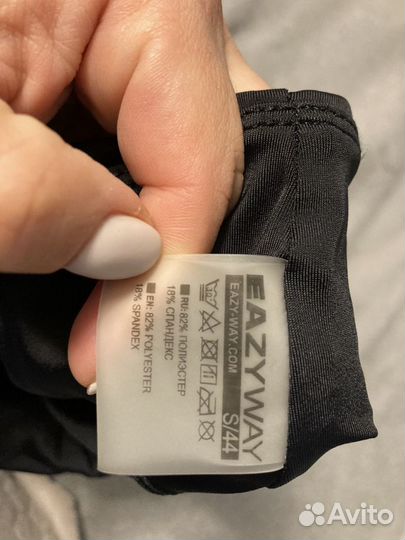 EAZYWAY
EAZY-WAY.COM
S/44
RU: 82% ПОЛИЭСТЕР
18% СПАНДЕКС
EN: 82% POLYESTER
18% SPANDEX
Avito